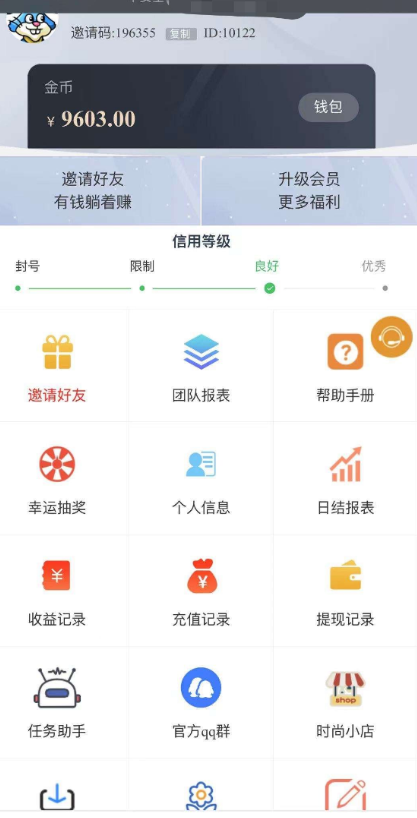 邀请码:196355 复制 ID:10122
金币
¥ 9603.00
钱包
邀请好友
有钱躺着赚
升级会员
更多福利
信用等级
封号 限制 良好 优秀
邀请好友 团队报表 帮助手册
幸运抽奖 个人信息 日结报表
收益记录 充值记录 提现记录
shop
任务助手 官方qq群 时尚小店